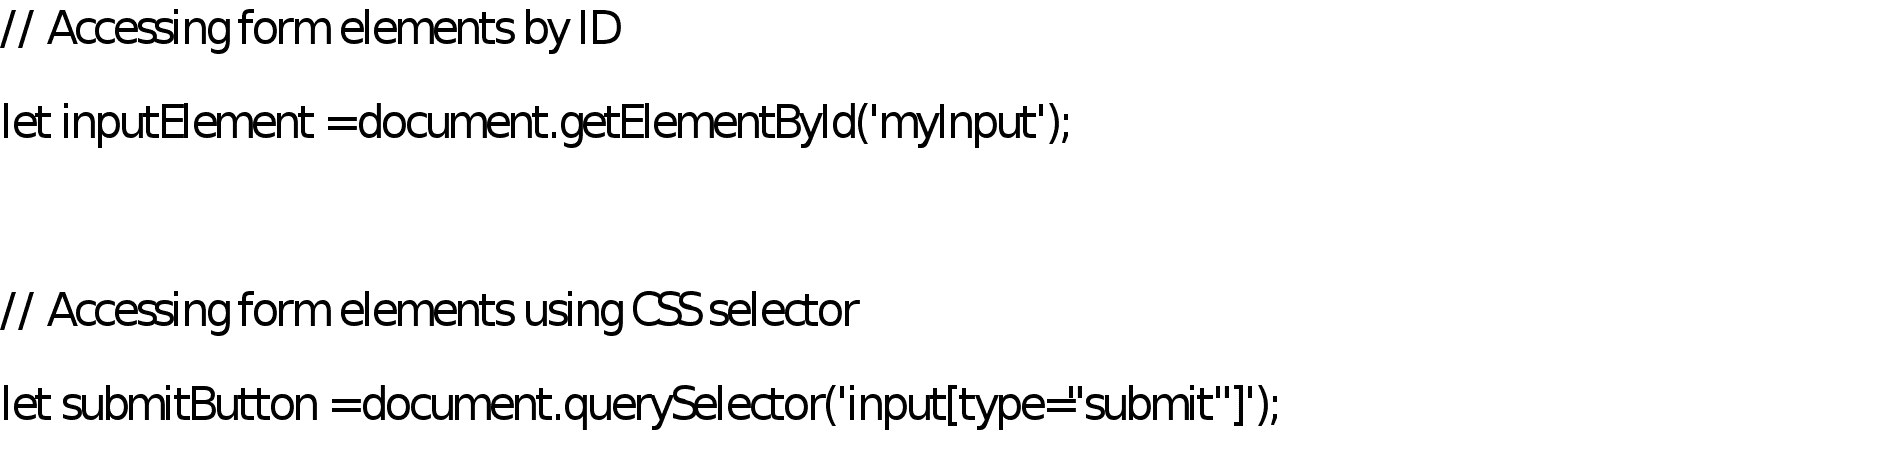 // Accessing form elements by ID
let inputElement = document.getElementById('myInput');
// Accessing form elements using CSS selector
let submitButton = document.querySelector('input[type="submit"]');